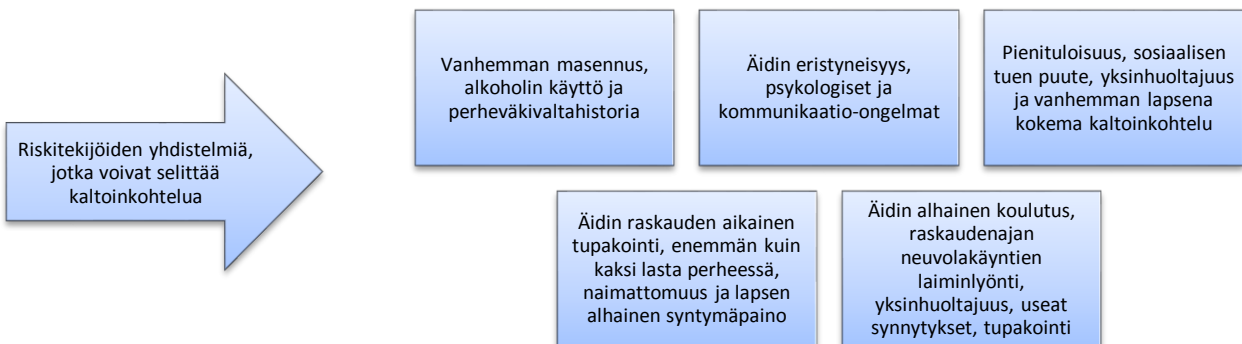 Riskitekijöiden yhdistelmiä,
jotka voivat selittää
kaltoinkohtelua
Vanhemman masennus,
alkoholin käyttö ja
perheväkivaltahistoria
Äidin eristyneisyys,
psykologiset ja
kommunikaatio-ongelmat
Pienituloisuus, sosiaalisen
tuen puute, yksinhuoltajuus
ja vanhemman lapsena
kokema kaltoinkohtelu
Äidin raskauden aikainen
tupakointi, enemmän kuin
kaksi lasta perheessä,
naimattomuus ja lapsen
alhainen syntymäpaino
Äidin alhainen koulutus,
raskaudenajan
neuvolakäyntien
laiminlyönti,
yksinhuoltajuus, useat
synnytykset, tupakointi